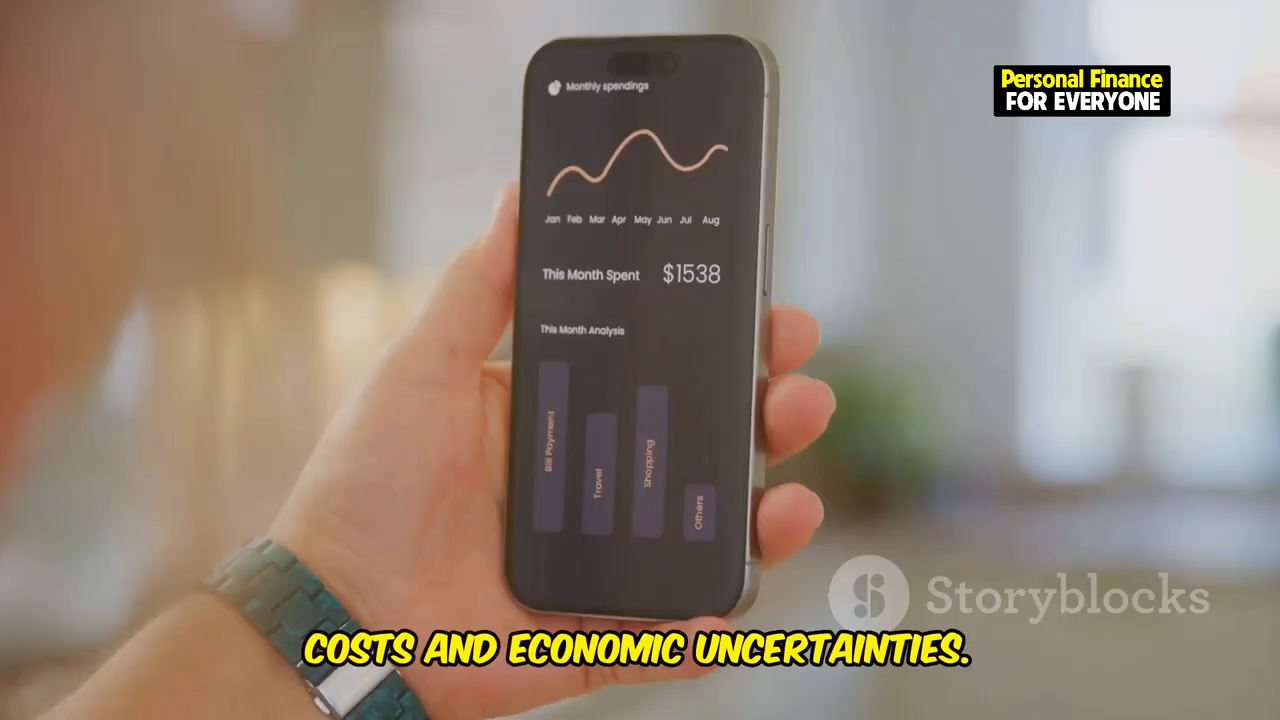 Personal Finance
FOR EVERYONE
Monthly spendings
Jan Feb Mar Apr May Jun Jul Aug
This Month Spent $1538
This Month Analysis
Bill Payment
Travel
Shopping
Others
Storyblocks
COSTS AND ECONOMIC UNCERTAINTIES.